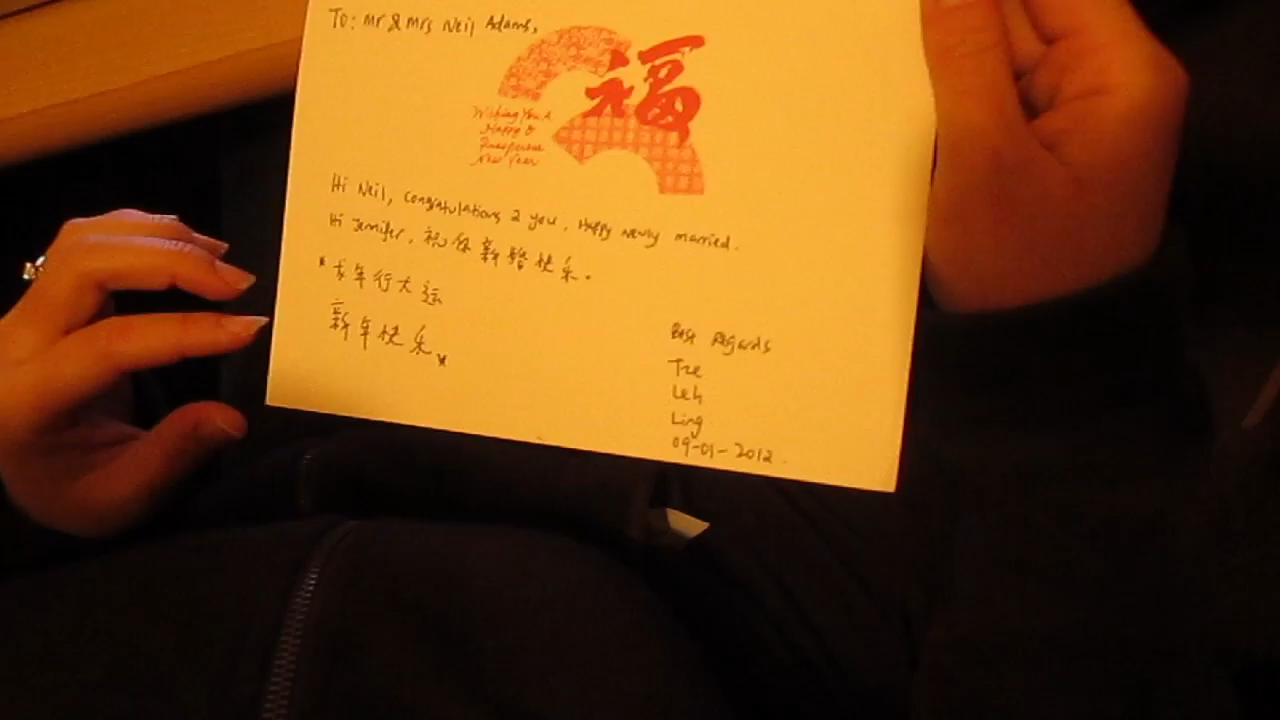 To: Mr & Mrs Neil Adams,
福
Wishing You A
Happy &
Prosperous
New Year
Hi Neil, congratulations 2 you, Happy newly married.
Hi Jennifer, 祝你新婚快乐。
"龙年行大运
新年快乐"
Best Regards
Tze
Leh
Ling
09-01-2012.